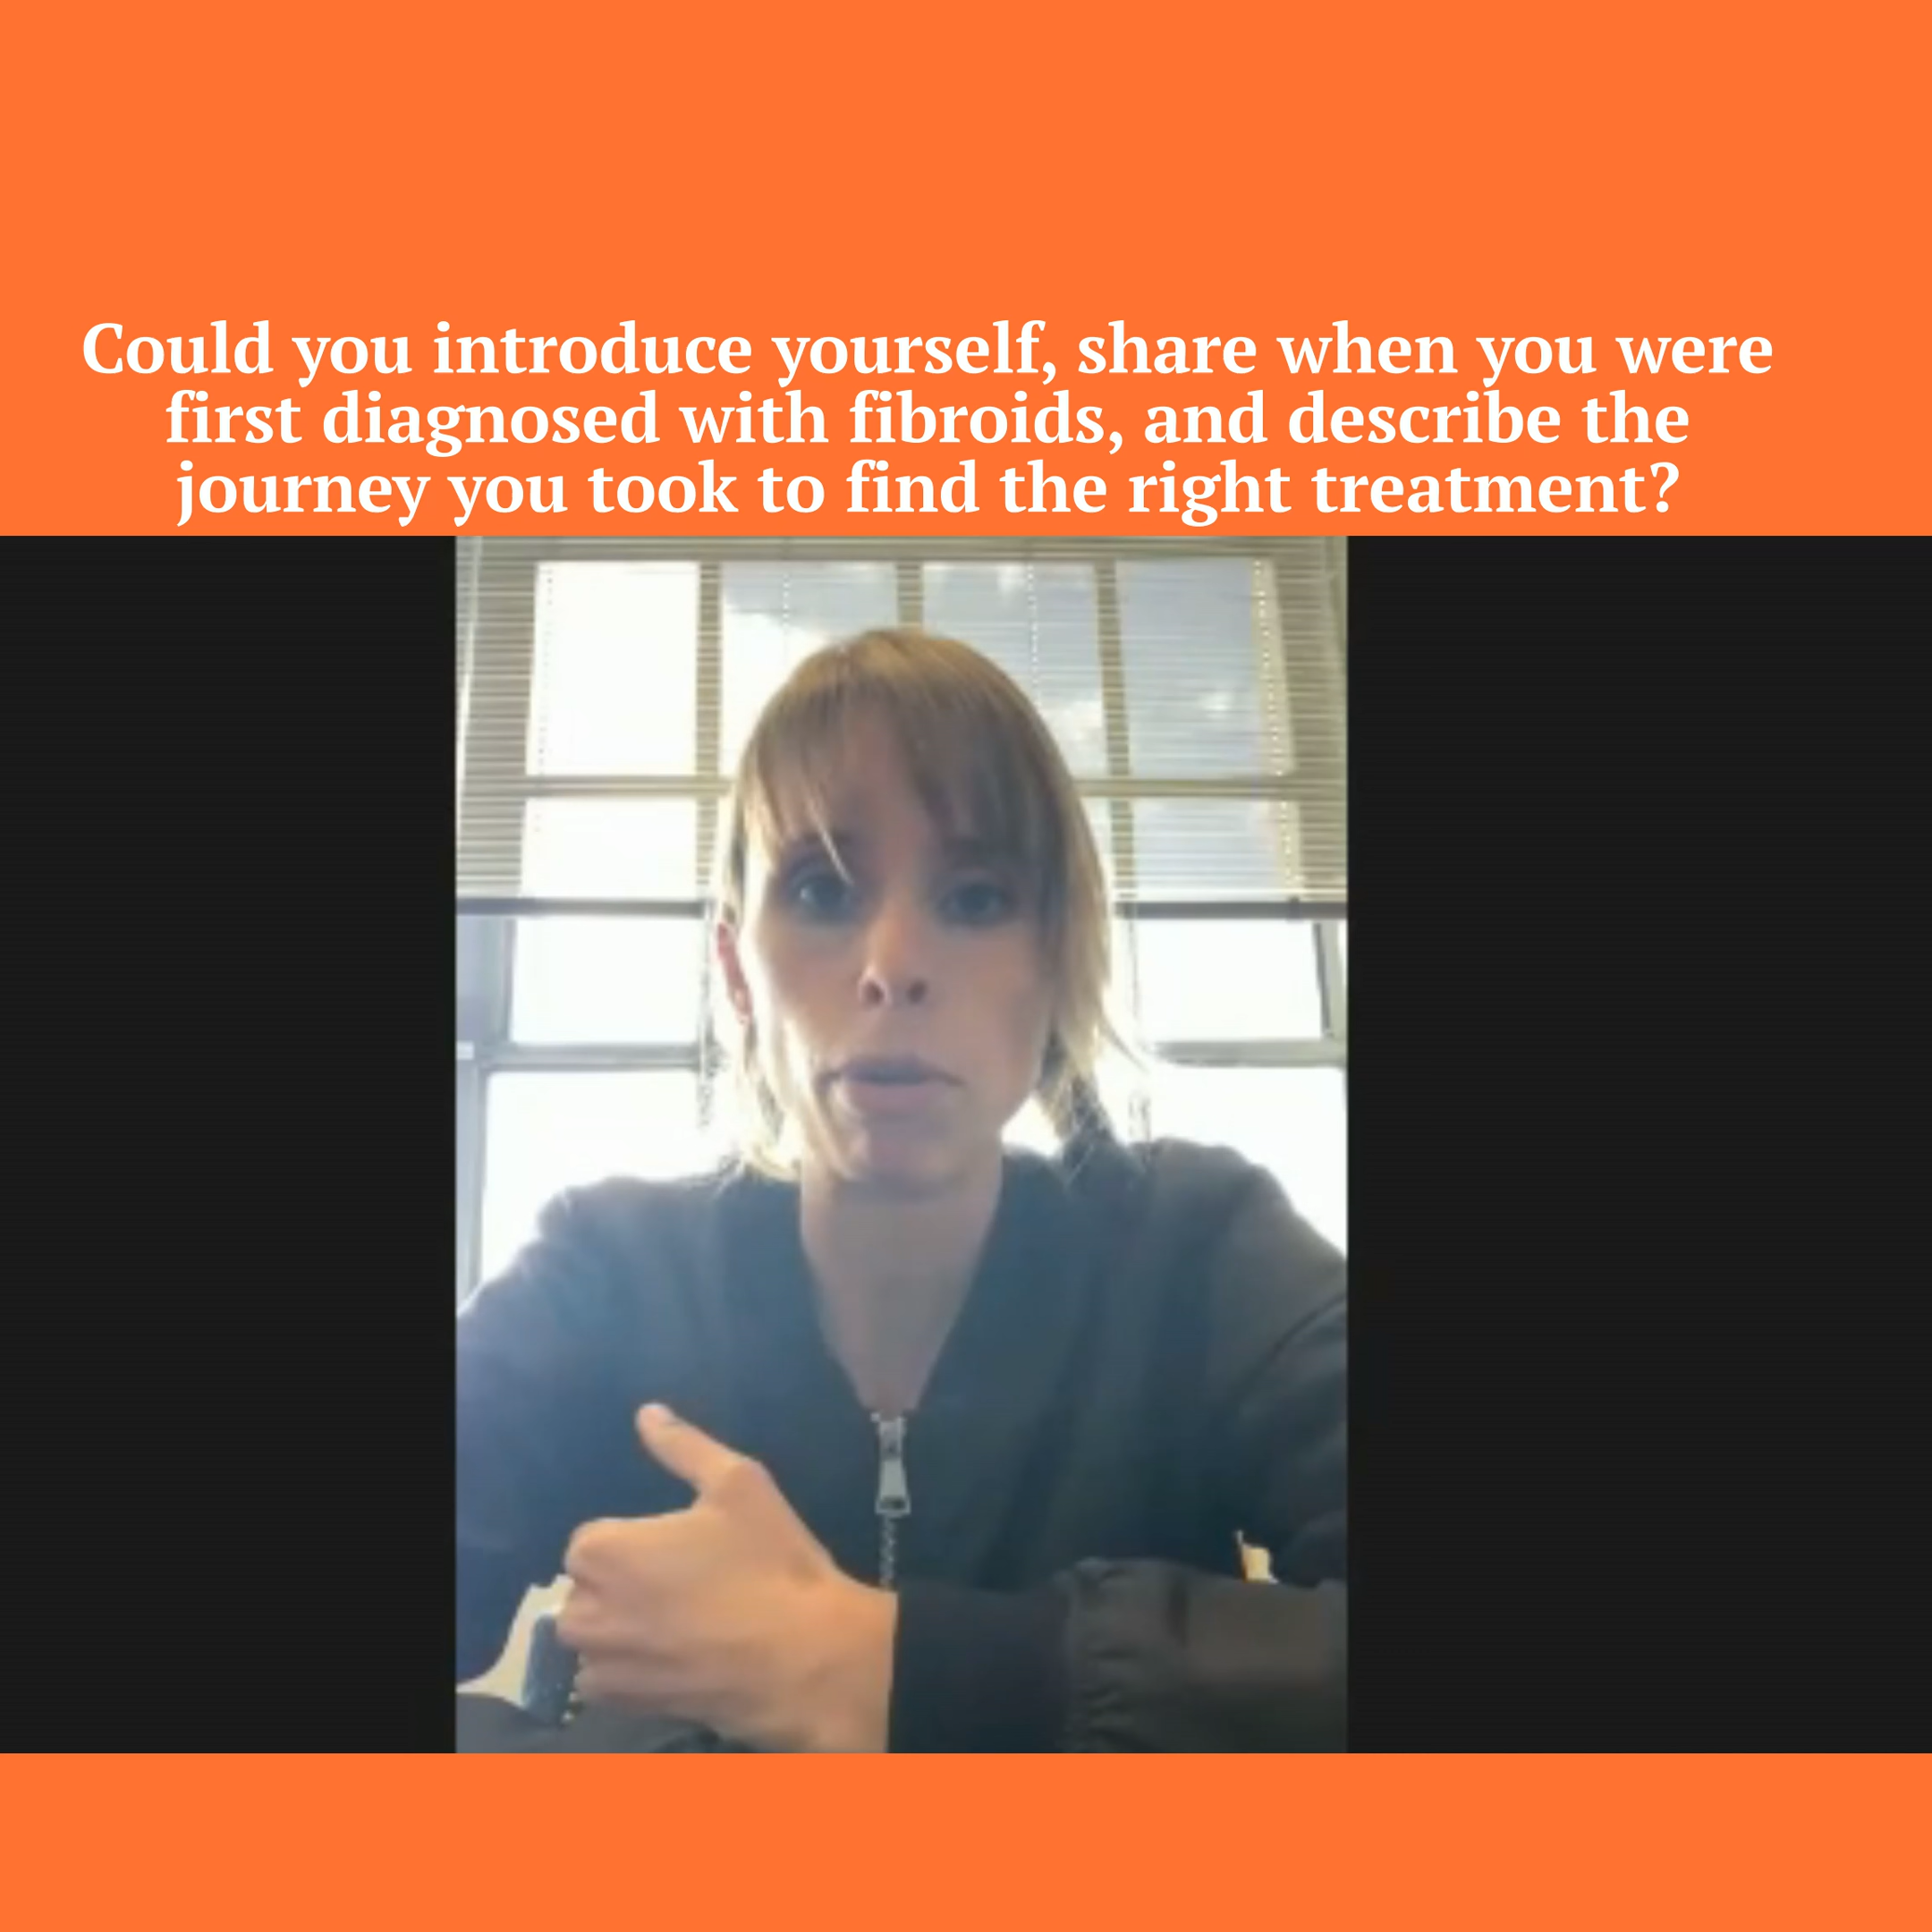 Could you introduce yourself, share when you were
first diagnosed with fibroids, and describe the
journey you took to find the right treatment?